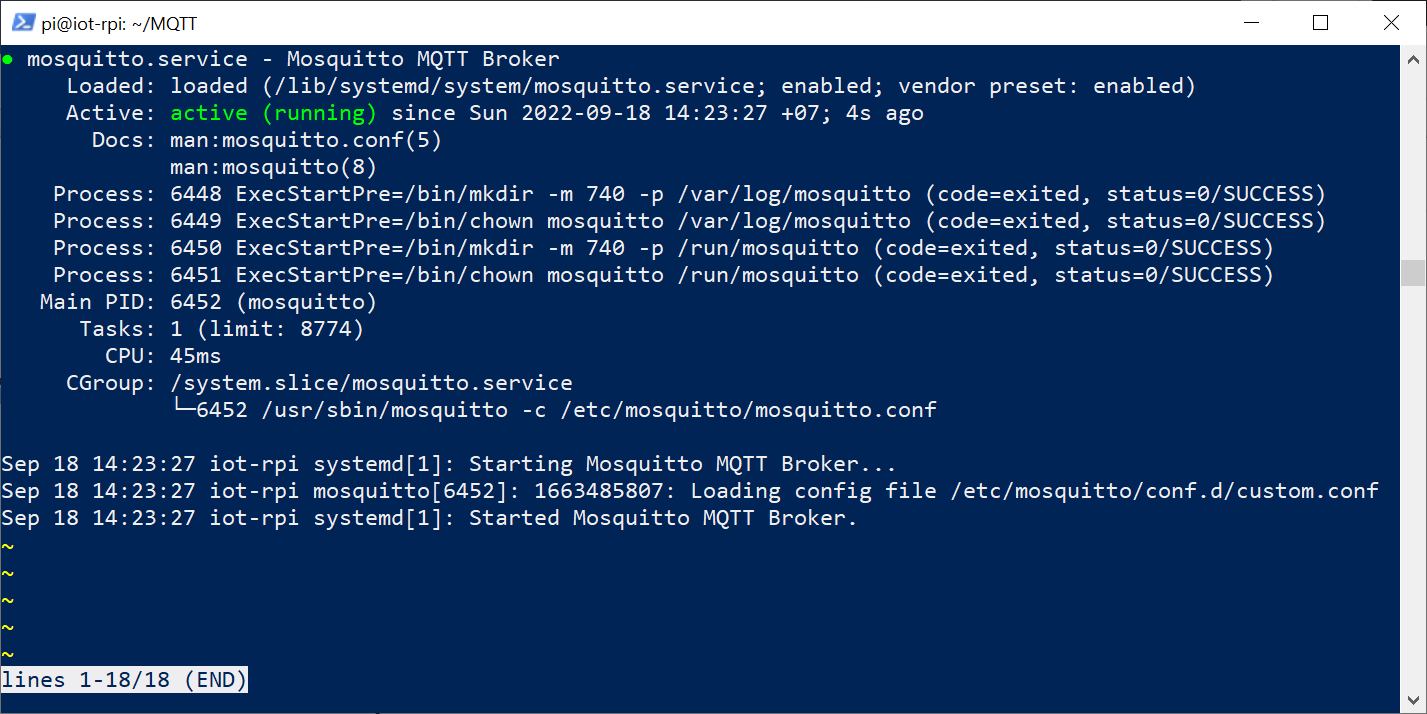 pi@iot-rpi: ~/MQTT
● mosquitto.service - Mosquitto MQTT Broker
     Loaded: loaded (/lib/systemd/system/mosquitto.service; enabled; vendor preset: enabled)
     Active: active (running) since Sun 2022-09-18 14:23:27 +07; 4s ago
       Docs: man:mosquitto.conf(5)
             man:mosquitto(8)
    Process: 6448 ExecStartPre=/bin/mkdir -m 740 -p /var/log/mosquitto (code=exited, status=0/SUCCESS)
    Process: 6449 ExecStartPre=/bin/chown mosquitto /var/log/mosquitto (code=exited, status=0/SUCCESS)
    Process: 6450 ExecStartPre=/bin/mkdir -m 740 -p /run/mosquitto (code=exited, status=0/SUCCESS)
    Process: 6451 ExecStartPre=/bin/chown mosquitto /run/mosquitto (code=exited, status=0/SUCCESS)
   Main PID: 6452 (mosquitto)
      Tasks: 1 (limit: 8774)
        CPU: 45ms
     CGroup: /system.slice/mosquitto.service
             └─6452 /usr/sbin/mosquitto -c /etc/mosquitto/mosquitto.conf

Sep 18 14:23:27 iot-rpi systemd[1]: Starting Mosquitto MQTT Broker...
Sep 18 14:23:27 iot-rpi mosquitto[6452]: 1663485807: Loading config file /etc/mosquitto/conf.d/custom.conf
Sep 18 14:23:27 iot-rpi systemd[1]: Started Mosquitto MQTT Broker.
~
~
~
~
~
lines 1-18/18 (END)